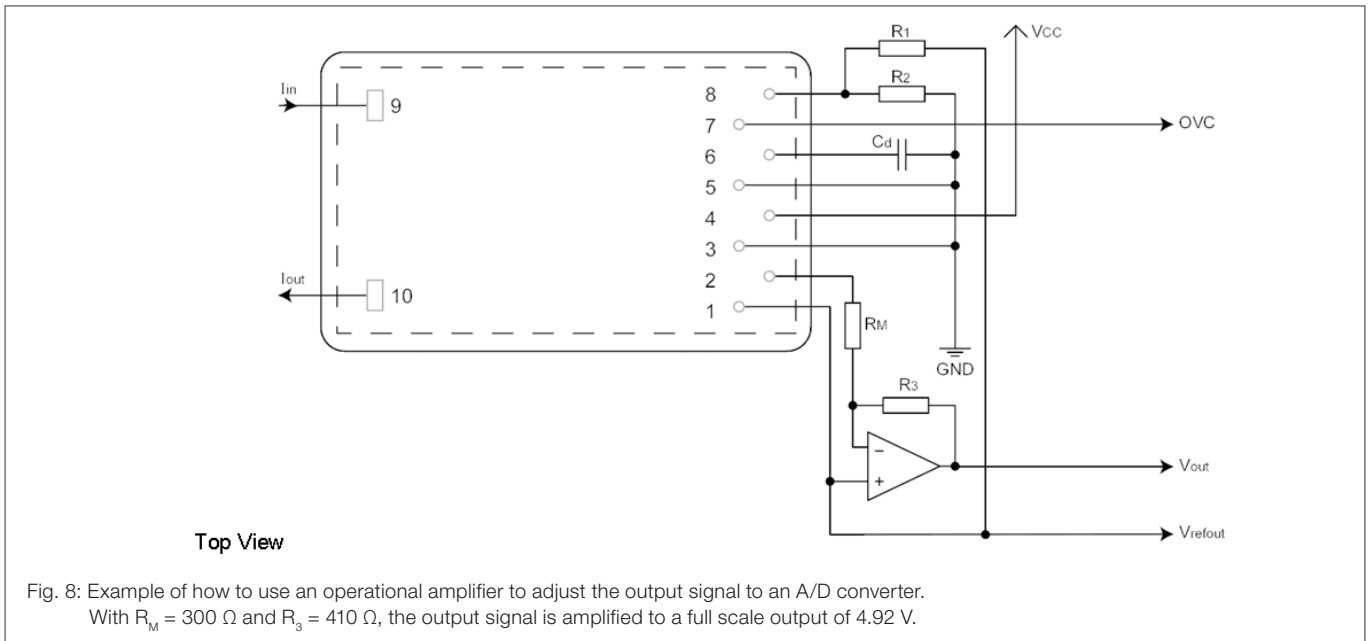 R1
Vcc
R2
Iin
9
8
7
OVC
Cd
6
5
4
3
Iout
10
2
1
RM
GND
R3
−
+
Vout
Top View
Vrefout
Fig. 8: Example of how to use an operational amplifier to adjust the output signal to an A/D converter.
With RM = 300 Ω and R3 = 410 Ω, the output signal is amplified to a full scale output of 4.92 V.